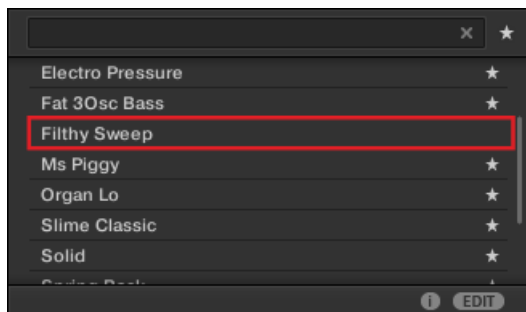 Electro Pressure
Fat 3Osc Bass
Filthy Sweep
Ms Piggy
Organ Lo
Slime Classic
Solid
EDIT